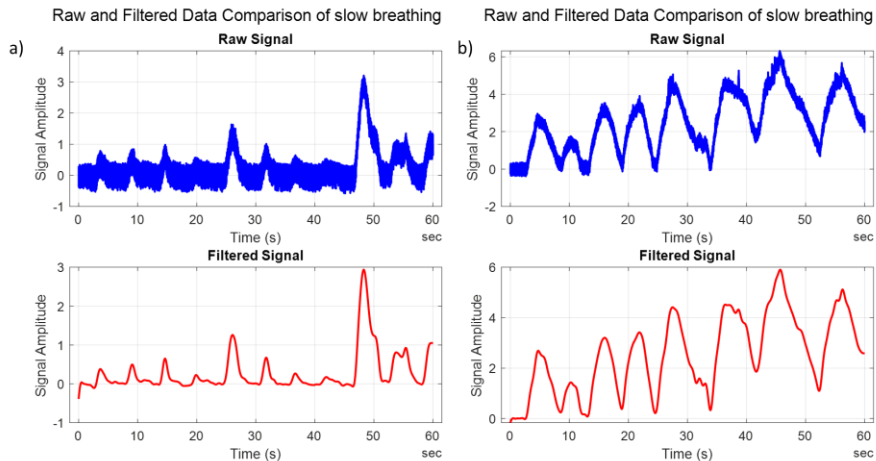 Raw and Filtered Data Comparison of slow breathing
a)
Raw Signal
4
3
2
1
0
-1
Signal Amplitude
0 10 20 30 40 50 60
Time (s)
sec
Filtered Signal
3
2
1
0
-1
Signal Amplitude
0 10 20 30 40 50 60
Time (s)
sec
Raw and Filtered Data Comparison of slow breathing
b)
Raw Signal
6
4
2
0
-2
Signal Amplitude
0 10 20 30 40 50 60
Time (s)
sec
Filtered Signal
6
4
2
0
Signal Amplitude
0 10 20 30 40 50 60
Time (s)
sec